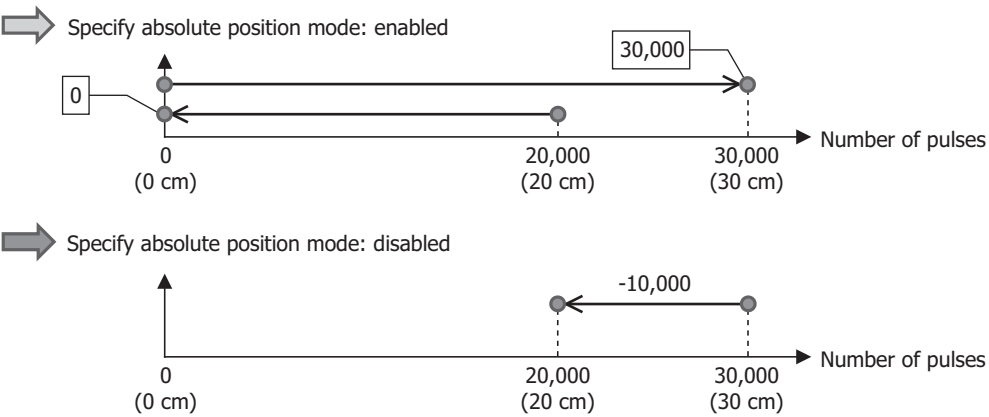 Specify absolute position mode: enabled
30,000
0
Number of pulses
0
20,000
30,000
(0 cm)
(20 cm)
(30 cm)
Specify absolute position mode: disabled
-10,000
Number of pulses
0
20,000
30,000
(0 cm)
(20 cm)
(30 cm)